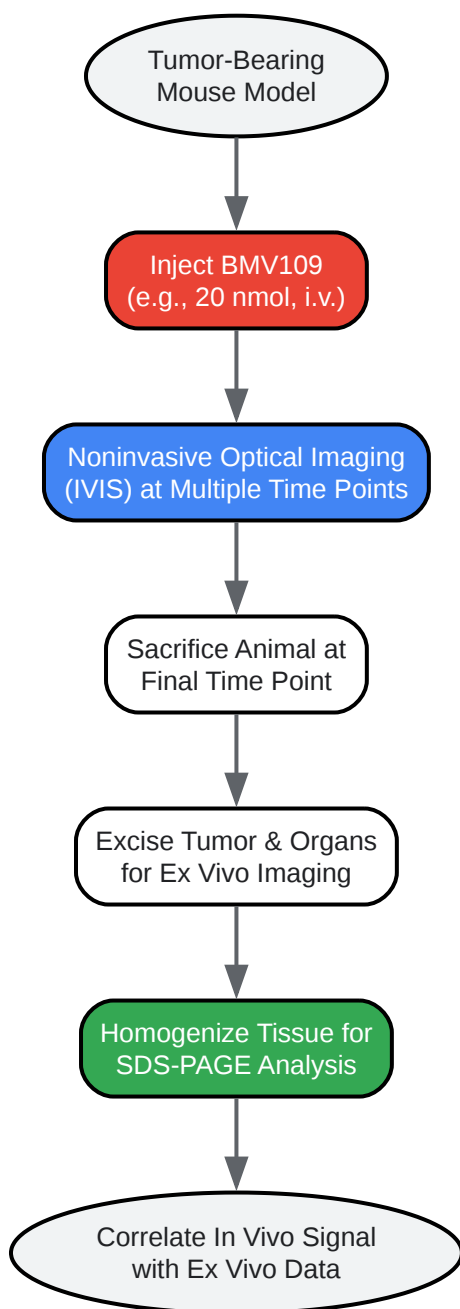 Tumor-Bearing
Mouse Model
Inject BMV109
(e.g., 20 nmol, i.v.)
Noninvasive Optical Imaging
(IVIS) at Multiple Time Points
Sacrifice Animal at
Final Time Point
Excise Tumor & Organs
for Ex Vivo Imaging
Homogenize Tissue for
SDS-PAGE Analysis
Correlate In Vivo Signal
with Ex Vivo Data